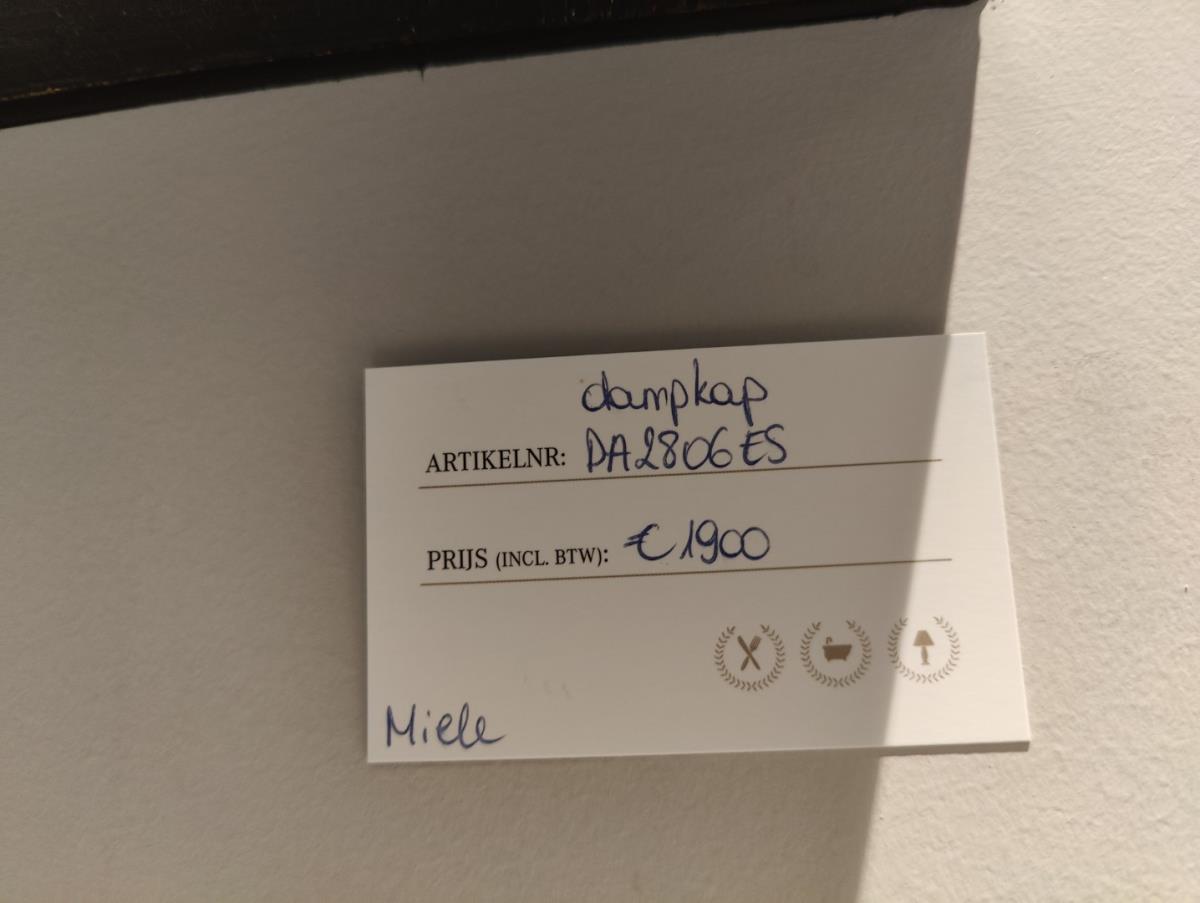 dampkap
ARTIKELNR: DA2806ES
PRIJS (INCL. BTW): €1900
Miele